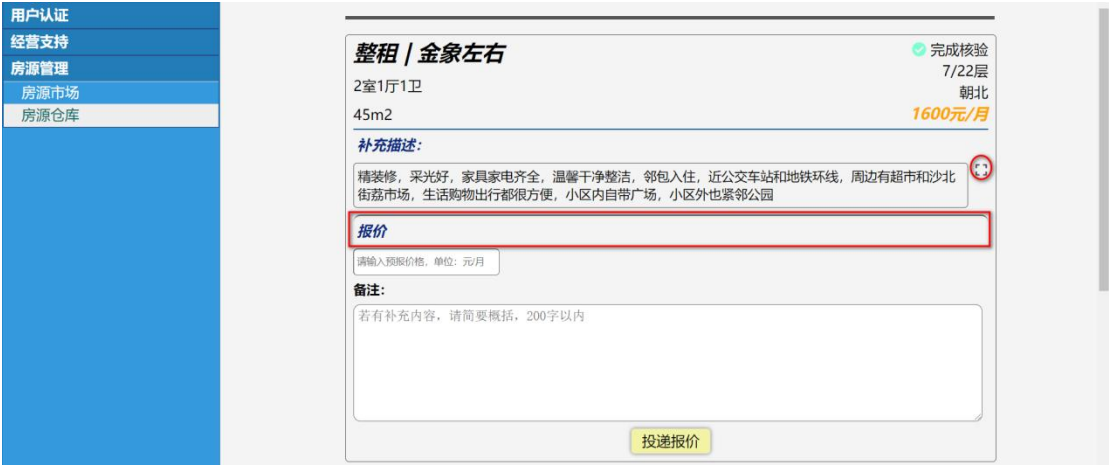 用户认证
经营支持
房源管理
房源市场
房源仓库
整租 | 金象左右
完成核验
7/22层
2室1厅1卫
朝北
45m2
1600元/月
补充描述：
精装修，采光好，家具家电齐全，温馨干净整洁，邻包入住，近公交车站和地铁环线，周边有超市和沙北
街荔市场，生活购物出行都很方便，小区内自带广场，小区外也紧邻公园
报价
请输入预报价格，单位：元/月
备注：
若有补充内容，请简要概括，200字以内
投递报价